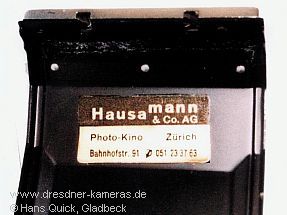 Hausamann
& Co. AG
Photo-Kino Zürich
Bahnhofstr. 91 ✆ 051 23 37 63
www.dresdner-kameras.de
© Hans Quick, Gladbeck